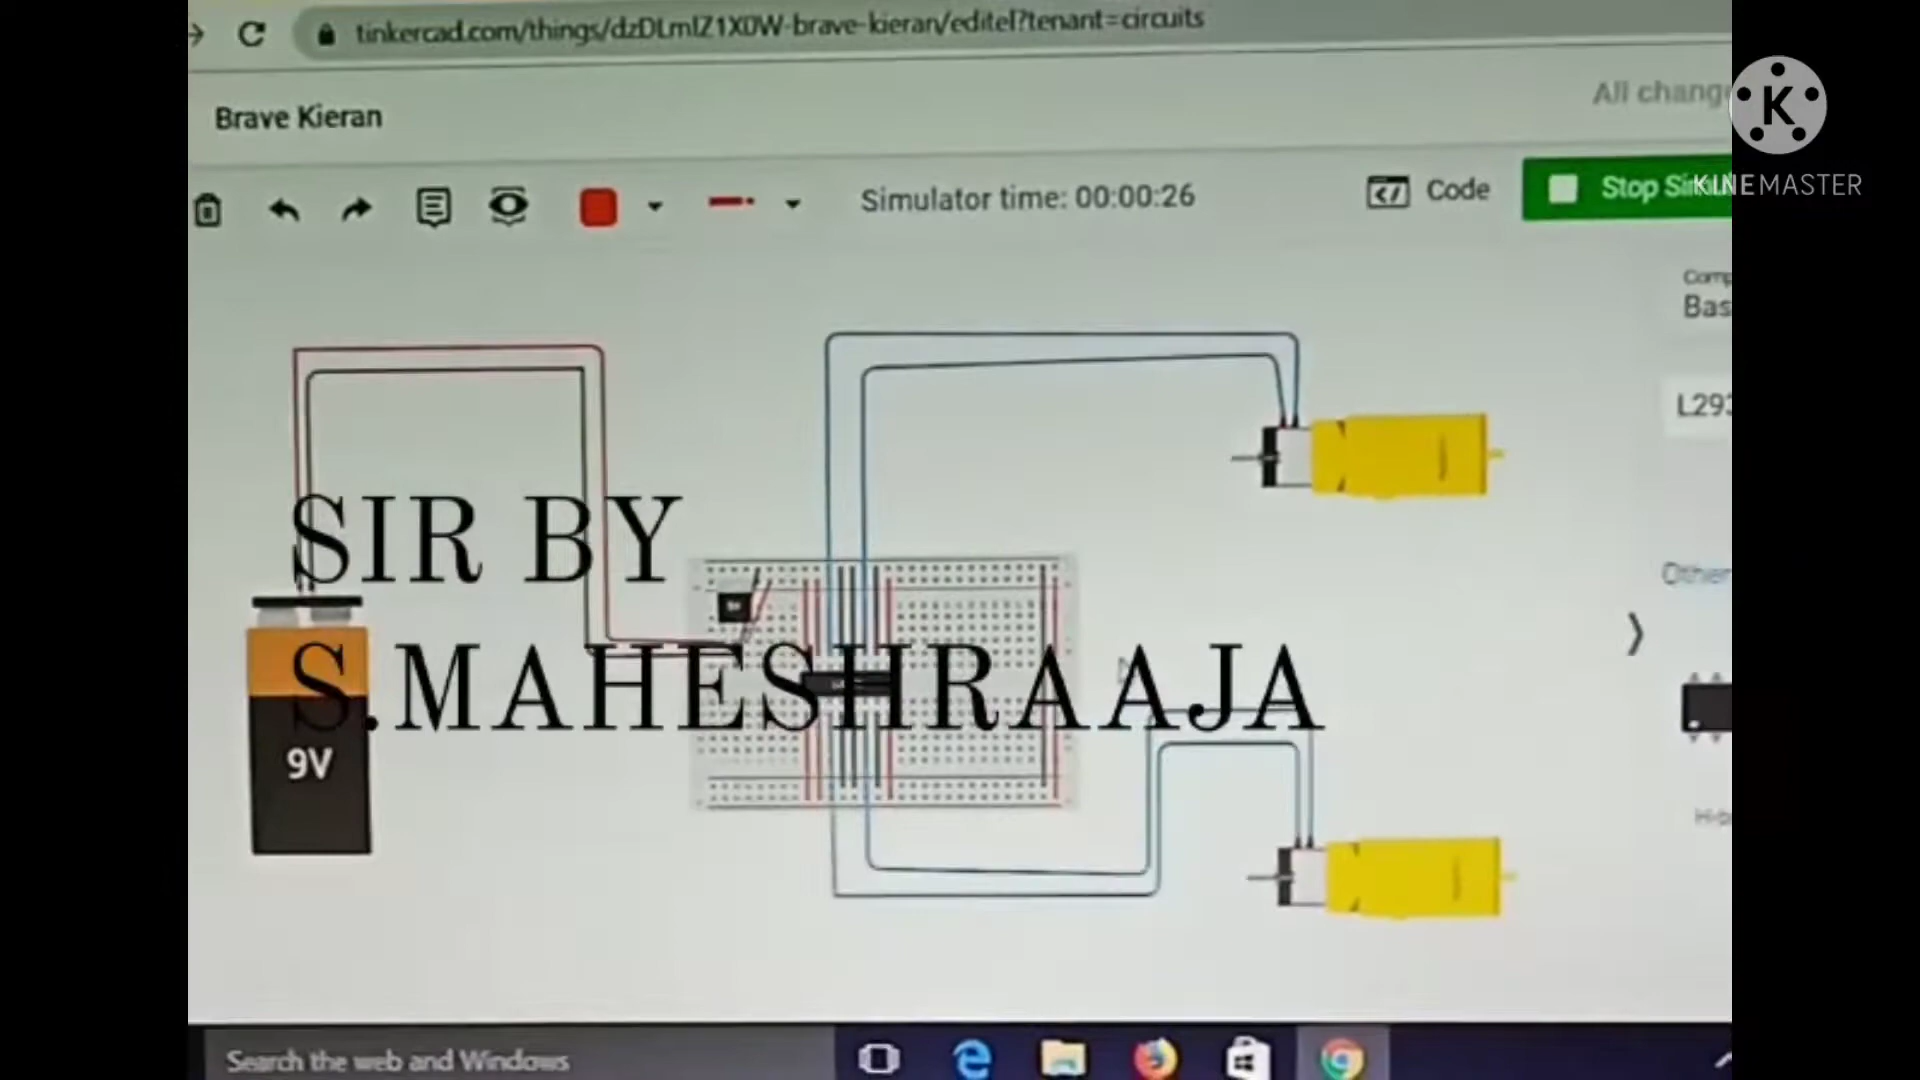 tinkercad.com/things/dzDLmlZ1X0W-brave-kieran/editel?tenant=circuits
Brave Kieran
All chang
K
KINEMASTER
Simulator time: 00:00:26
Code
Stop Sim
Comp
Bas
L293
Other
SIR BY
S.MAHESHRAAJA
9V
Search the web and Windows